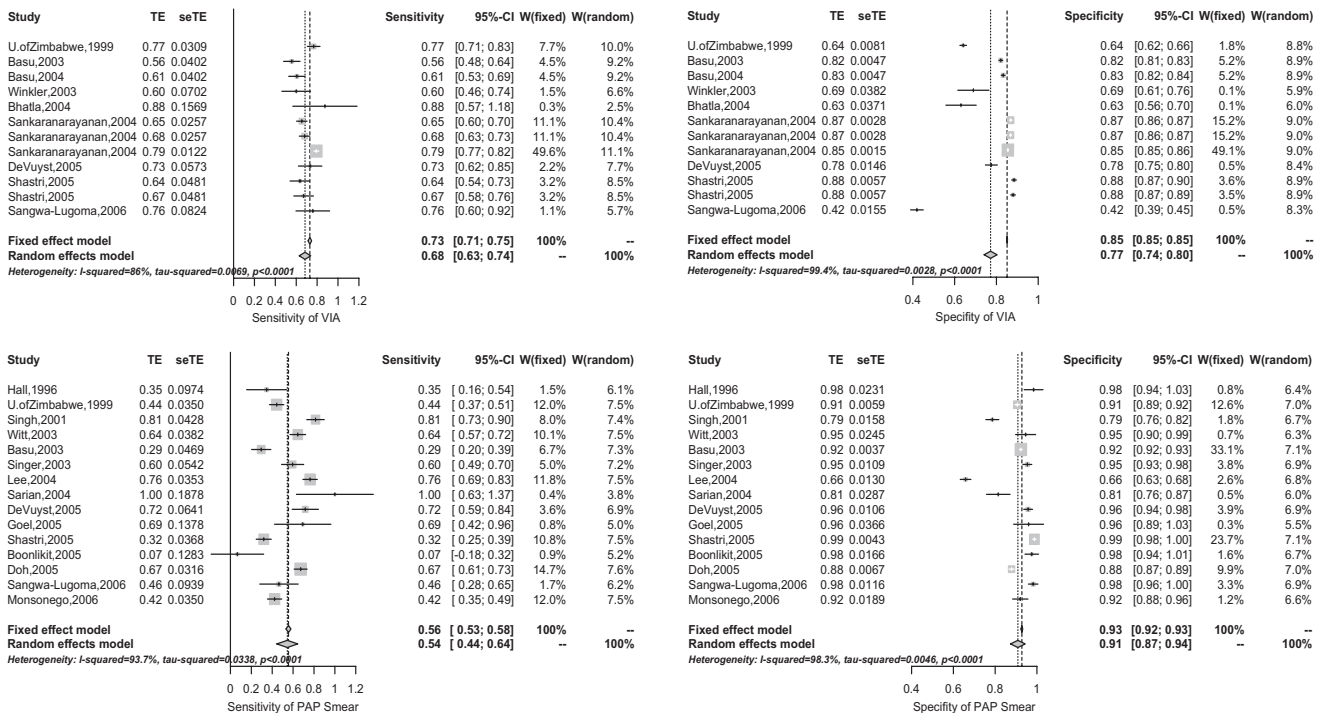 Study TE seTE Sensitivity 95%-CI W(fixed) W(random)
U.ofZimbabwe,1999 0.77 0.0309 0.77 [0.71; 0.83] 7.7% 10.0%
Basu,2003 0.56 0.0402 0.56 [0.48; 0.64] 4.5% 9.2%
Basu,2004 0.61 0.0402 0.61 [0.53; 0.69] 4.5% 9.2%
Winkler,2003 0.60 0.0702 0.60 [0.46; 0.74] 1.5% 6.6%
Bhatla,2004 0.88 0.1569 0.88 [0.57; 1.18] 0.3% 2.5%
Sankaranarayanan,2004 0.65 0.0257 0.65 [0.60; 0.70] 11.1% 10.4%
Sankaranarayanan,2004 0.68 0.0257 0.68 [0.63; 0.73] 11.1% 10.4%
Sankaranarayanan,2004 0.79 0.0122 0.79 [0.77; 0.82] 49.6% 11.1%
DeVuyst,2005 0.73 0.0573 0.73 [0.62; 0.85] 2.2% 7.7%
Shastri,2005 0.64 0.0481 0.64 [0.54; 0.73] 3.2% 8.5%
Shastri,2005 0.67 0.0481 0.67 [0.58; 0.76] 3.2% 8.5%
Sangwa-Lugoma,2006 0.76 0.0824 0.76 [0.60; 0.92] 1.1% 5.7%
Fixed effect model 0.73 [0.71; 0.75] 100% --
Random effects model 0.68 [0.63; 0.74] -- 100%
Heterogeneity: I-squared=86%, tau-squared=0.0069, p<0.0001
0 0.2 0.4 0.6 0.8 1 1.2
Sensitivity of VIA
Study TE seTE Specificity 95%-CI W(fixed) W(random)
U.ofZimbabwe,1999 0.64 0.0081 0.64 [0.62; 0.66] 1.8% 8.8%
Basu,2003 0.82 0.0047 0.82 [0.81; 0.83] 5.2% 8.9%
Basu,2004 0.83 0.0047 0.83 [0.82; 0.84] 5.2% 8.9%
Winkler,2003 0.69 0.0382 0.69 [0.61; 0.76] 0.1% 5.9%
Bhatla,2004 0.63 0.0371 0.63 [0.56; 0.70] 0.1% 6.0%
Sankaranarayanan,2004 0.87 0.0028 0.87 [0.86; 0.87] 15.2% 9.0%
Sankaranarayanan,2004 0.87 0.0028 0.87 [0.86; 0.87] 15.2% 9.0%
Sankaranarayanan,2004 0.85 0.0015 0.85 [0.85; 0.86] 49.1% 9.0%
DeVuyst,2005 0.78 0.0146 0.78 [0.75; 0.80] 0.5% 8.4%
Shastri,2005 0.88 0.0057 0.88 [0.87; 0.90] 3.6% 8.9%
Shastri,2005 0.88 0.0057 0.88 [0.87; 0.89] 3.5% 8.9%
Sangwa-Lugoma,2006 0.42 0.0155 0.42 [0.39; 0.45] 0.5% 8.3%
Fixed effect model 0.85 [0.85; 0.85] 100% --
Random effects model 0.77 [0.74; 0.80] -- 100%
Heterogeneity: I-squared=99.4%, tau-squared=0.0028, p<0.0001
0.4 0.6 0.8 1
Specifity of VIA
Study TE seTE Sensitivity 95%-CI W(fixed) W(random)
Hall,1996 0.35 0.0974 0.35 [ 0.16; 0.54] 1.5% 6.1%
U.ofZimbabwe,1999 0.44 0.0350 0.44 [ 0.37; 0.51] 12.0% 7.5%
Singh,2001 0.81 0.0428 0.81 [ 0.73; 0.90] 8.0% 7.4%
Witt,2003 0.64 0.0382 0.64 [ 0.57; 0.72] 10.1% 7.5%
Basu,2003 0.29 0.0469 0.29 [ 0.20; 0.39] 6.7% 7.3%
Singer,2003 0.60 0.0542 0.60 [ 0.49; 0.70] 5.0% 7.2%
Lee,2004 0.76 0.0353 0.76 [ 0.69; 0.83] 11.8% 7.5%
Sarian,2004 1.00 0.1878 1.00 [ 0.63; 1.37] 0.4% 3.8%
DeVuyst,2005 0.72 0.0641 0.72 [ 0.59; 0.84] 3.6% 6.9%
Goel,2005 0.69 0.1378 0.69 [ 0.42; 0.96] 0.8% 5.0%
Shastri,2005 0.32 0.0368 0.32 [ 0.25; 0.39] 10.8% 7.5%
Boonlikit,2005 0.07 0.1283 0.07 [-0.18; 0.32] 0.9% 5.2%
Doh,2005 0.67 0.0316 0.67 [ 0.61; 0.73] 14.7% 7.6%
Sangwa-Lugoma,2006 0.46 0.0939 0.46 [ 0.28; 0.65] 1.7% 6.2%
Monsonego,2006 0.42 0.0350 0.42 [ 0.35; 0.49] 12.0% 7.5%
Fixed effect model 0.56 [ 0.53; 0.58] 100% --
Random effects model 0.54 [ 0.44; 0.64] -- 100%
Heterogeneity: I-squared=93.7%, tau-squared=0.0338, p<0.0001
0 0.2 0.4 0.6 0.8 1 1.2
Sensitivity of PAP Smear
Study TE seTE Specificity 95%-CI W(fixed) W(random)
Hall,1996 0.98 0.0231 0.98 [0.94; 1.03] 0.8% 6.4%
U.ofZimbabwe,1999 0.91 0.0059 0.91 [0.89; 0.92] 12.6% 7.0%
Singh,2001 0.79 0.0158 0.79 [0.76; 0.82] 1.8% 6.7%
Witt,2003 0.95 0.0245 0.95 [0.90; 0.99] 0.7% 6.3%
Basu,2003 0.92 0.0037 0.92 [0.92; 0.93] 33.1% 7.0%
Singer,2003 0.95 0.0109 0.95 [0.93; 0.98] 3.8% 6.9%
Lee,2004 0.66 0.0130 0.66 [0.63; 0.68] 2.6% 6.8%
Sarian,2004 0.81 0.0287 0.81 [0.76; 0.87] 0.5% 6.0%
DeVuyst,2005 0.96 0.0106 0.96 [0.94; 0.98] 3.9% 6.9%
Goel,2005 0.96 0.0366 0.96 [0.89; 1.03] 0.3% 5.5%
Shastri,2005 0.99 0.0043 0.99 [0.98; 1.00] 23.7% 7.0%
Boonlikit,2005 0.98 0.0166 0.98 [0.94; 1.01] 1.6% 6.7%
Doh,2005 0.88 0.0067 0.88 [0.87; 0.89] 9.9% 7.0%
Sangwa-Lugoma,2006 0.98 0.0116 0.98 [0.96; 1.00] 3.3% 6.9%
Monsonego,2006 0.92 0.0189 0.92 [0.88; 0.96] 1.2% 6.6%
Fixed effect model 0.93 [0.92; 0.93] 100% --
Random effects model 0.91 [0.87; 0.94] -- 100%
Heterogeneity: I-squared=98.3%, tau-squared=0.0046, p<0.0001
0.4 0.6 0.8 1
Specifity of PAP Smear